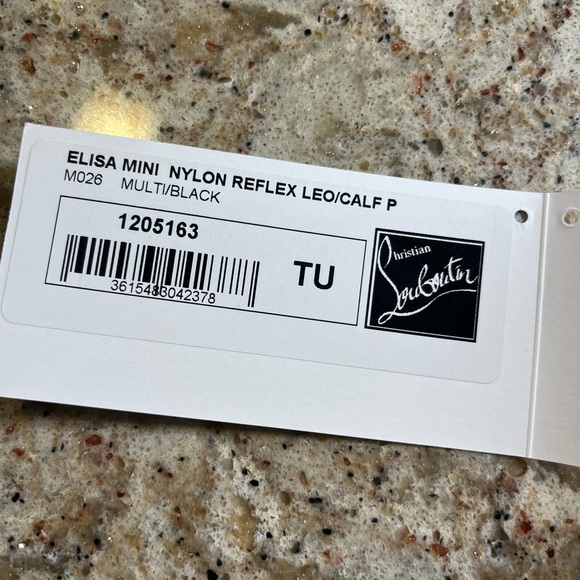 ELISA MINI NYLON REFLEX LEO/CALF P
M026 MULTI/BLACK
1205163
3615483042378
TU
Christian
Louboutin